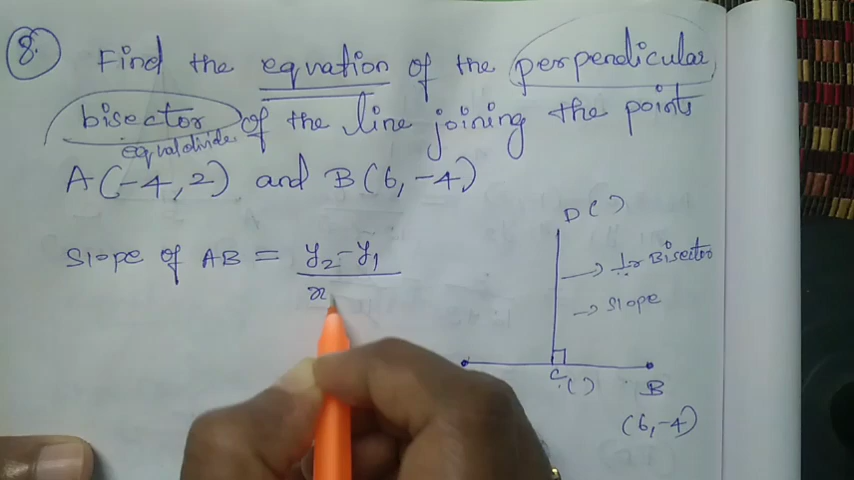 8. Find the equation of the perpendicular
bisector of the line joining the points
equal divide
A(-4,2) and B(6,-4)
Slope of AB = y₂-y₁
x
D( )
→ ⊥r Bisector
→ Slope
C( )
B
(6,-4)